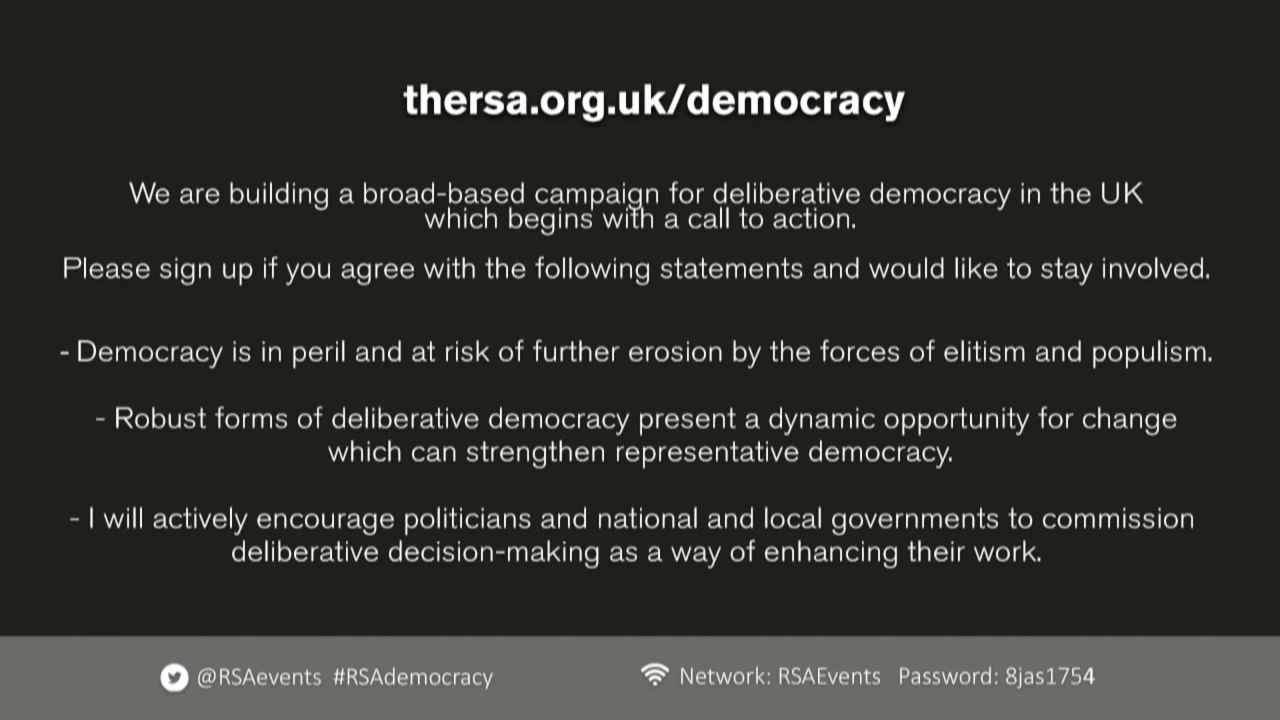 thersa.org.uk/democracy
We are building a broad-based campaign for deliberative democracy in the UK
which begins with a call to action.
Please sign up if you agree with the following statements and would like to stay involved.
- Democracy is in peril and at risk of further erosion by the forces of elitism and populism.
- Robust forms of deliberative democracy present a dynamic opportunity for change
which can strengthen representative democracy.
- I will actively encourage politicians and national and local governments to commission
deliberative decision-making as a way of enhancing their work.
@RSAevents #RSAdemocracy
Network: RSAEvents Password: 8jas1754